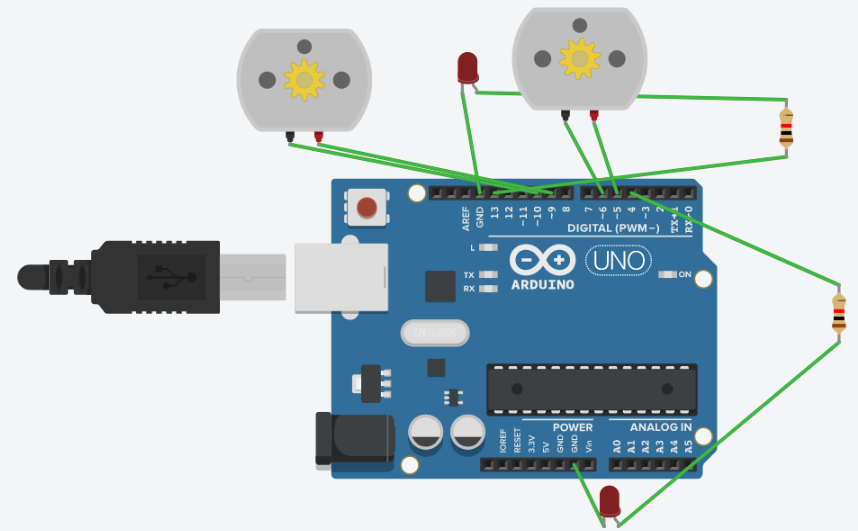 AREF
GND
13
12
~11
~10
~9
8
7
~6
~5
4
~3
2
TX→1
RX←0
DIGITAL (PWM~)
L
TX
RX
UNO
ON
ARDUINO
POWER
ANALOG IN
IOREF
RESET
3.3V
5V
GND
GND
Vin
A0
A1
A2
A3
A4
A5